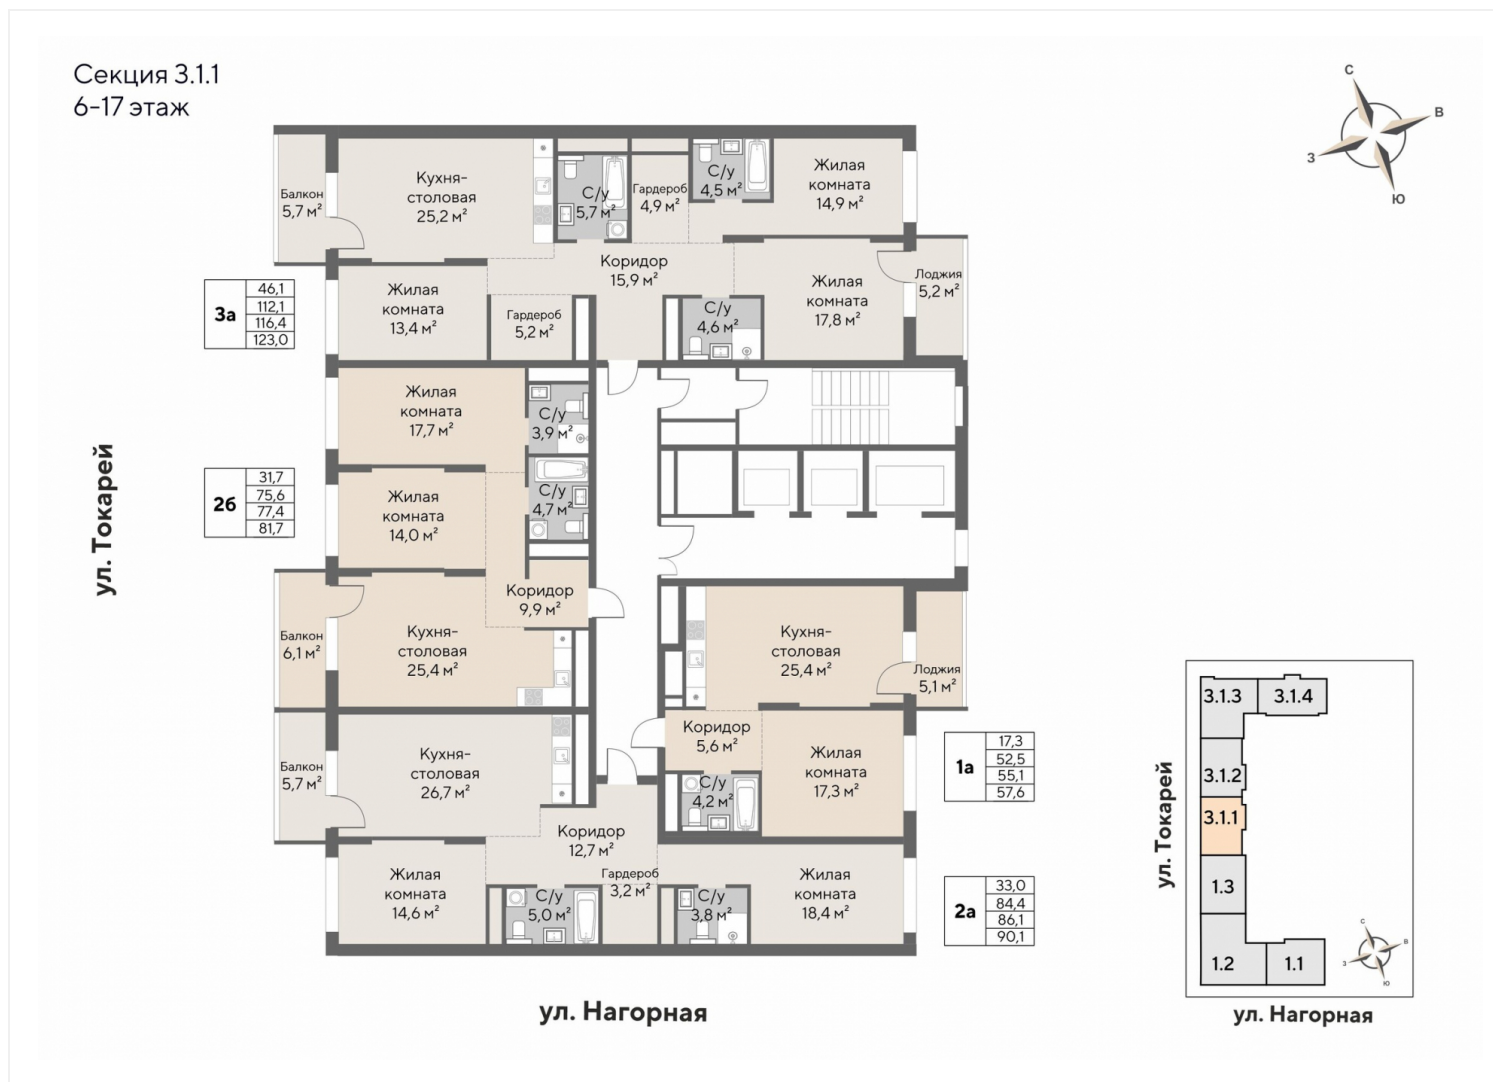 Секция 3.1.1
6-17 этаж
С
В
З
Ю
Балкон
5,7 м²
Кухня-
столовая
25,2 м²
С/у
5,7 м²
Гардероб
4,9 м²
С/у
4,5 м²
Жилая
комната
14,9 м²
Коридор
15,9 м²
Лоджия
5,2 м²
Жилая
комната
13,4 м²
Гардероб
5,2 м²
С/у
4,6 м²
Жилая
комната
17,8 м²
3а
46,1
112,1
116,4
123,0
Жилая
комната
17,7 м²
С/у
3,9 м²
ул. Токарей
2б
31,7
75,6
77,4
81,7
Жилая
комната
14,0 м²
С/у
4,7 м²
Коридор
9,9 м²
Балкон
6,1 м²
Кухня-
столовая
25,4 м²
Кухня-
столовая
25,4 м²
Лоджия
5,1 м²
Коридор
5,6 м²
Жилая
комната
17,3 м²
С/у
4,2 м²
1а
17,3
52,5
55,1
57,6
Балкон
5,7 м²
Кухня-
столовая
26,7 м²
Коридор
12,7 м²
Жилая
комната
14,6 м²
С/у
5,0 м²
Гардероб
3,2 м²
С/у
3,8 м²
Жилая
комната
18,4 м²
2а
33,0
84,4
86,1
90,1
ул. Нагорная
3.1.3
3.1.4
3.1.2
3.1.1
1.3
1.2
1.1
ул. Токарей
С
В
З
Ю
ул. Нагорная